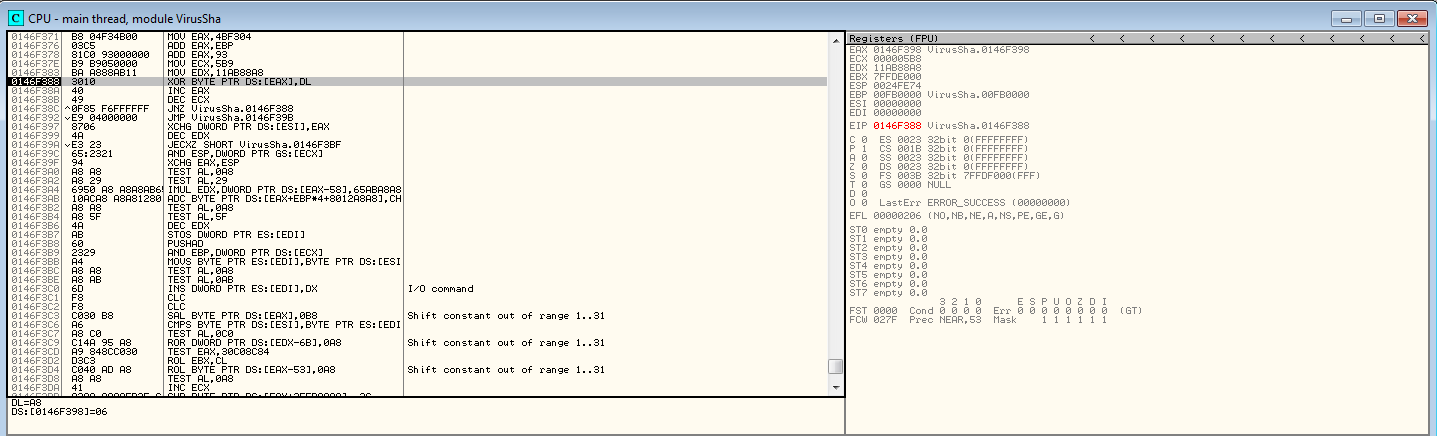 C CPU - main thread, module VirusSha
0146F371 B8 04F34B00 MOV EAX,4BF304
0146F376 03C5 ADD EAX,EBP
0146F378 81C0 93000000 ADD EAX,93
0146F37E B9 B9050000 MOV ECX,5B9
0146F383 BA A888AB11 MOV EDX,11AB88A8
0146F388 3010 XOR BYTE PTR DS:[EAX],DL
0146F38A 40 INC EAX
0146F38B 49 DEC ECX
0146F38C ^0F85 F6FFFFFF JNZ VirusSha.0146F388
0146F392 ˅E9 04000000 JMP VirusSha.0146F39B
0146F397 8706 XCHG DWORD PTR DS:[ESI],EAX
0146F399 4A DEC EDX
0146F39A ˅E3 23 JECXZ SHORT VirusSha.0146F3BF
0146F39C 65:2321 AND ESP,DWORD PTR GS:[ECX]
0146F39F 94 XCHG EAX,ESP
0146F3A0 A8 A8 TEST AL,0A8
0146F3A2 A8 29 TEST AL,29
0146F3A4 6950 A8 A8A8AB65 IMUL EDX,DWORD PTR DS:[EAX-58],65ABA8A8
0146F3AB 10ACA8 A8A81280 ADC BYTE PTR DS:[EAX+EBP*4+8012A8A8],CH
0146F3B2 A8 A8 TEST AL,0A8
0146F3B4 A8 5F TEST AL,5F
0146F3B6 4A DEC EDX
0146F3B7 AB STOS DWORD PTR ES:[EDI]
0146F3B8 60 PUSHAD
0146F3B9 2329 AND EBP,DWORD PTR DS:[ECX]
0146F3BB A4 MOVS BYTE PTR ES:[EDI],BYTE PTR DS:[ESI
0146F3BC A8 A8 TEST AL,0A8
0146F3BE A8 AB TEST AL,0AB
0146F3C0 6D INS DWORD PTR ES:[EDI],DX I/O command
0146F3C1 F8 CLC
0146F3C2 F8 CLC
0146F3C3 C030 B8 SAL BYTE PTR DS:[EAX],0B8 Shift constant out of range 1..31
0146F3C6 A6 CMPS BYTE PTR DS:[ESI],BYTE PTR ES:[EDI
0146F3C7 A8 C0 TEST AL,0C0
0146F3C9 C14A 95 A8 ROR DWORD PTR DS:[EDX-6B],0A8 Shift constant out of range 1..31
0146F3CD A9 848CC030 TEST EAX,30C08C84
0146F3D2 D3C3 ROL EBX,CL
0146F3D4 C040 AD A8 ROL BYTE PTR DS:[EAX-53],0A8 Shift constant out of range 1..31
0146F3D8 A8 A8 TEST AL,0A8
0146F3DA 41 INC ECX
DL=A8
DS:[0146F398]=06
Registers (FPU) < < < < < < < < < < < <
EAX 0146F398 VirusSha.0146F398
ECX 000005B8
EDX 11AB88A8
EBX 7FFDE000
ESP 0024FE74
EBP 00FB0000 VirusSha.00FB0000
ESI 00000000
EDI 00000000
EIP 0146F388 VirusSha.0146F388
C 0 ES 0023 32bit 0(FFFFFFFF)
P 1 CS 001B 32bit 0(FFFFFFFF)
A 0 SS 0023 32bit 0(FFFFFFFF)
Z 0 DS 0023 32bit 0(FFFFFFFF)
S 0 FS 003B 32bit 7FFDF000(FFF)
T 0 GS 0000 NULL
D 0
O 0 LastErr ERROR_SUCCESS (00000000)
EFL 00000206 (NO,NB,NE,A,NS,PE,GE,G)
ST0 empty 0.0
ST1 empty 0.0
ST2 empty 0.0
ST3 empty 0.0
ST4 empty 0.0
ST5 empty 0.0
ST6 empty 0.0
ST7 empty 0.0
3 2 1 0 E S P U O Z D I
FST 0000 Cond 0 0 0 0 Err 0 0 0 0 0 0 0 0 (GT)
FCW 027F Prec NEAR,53 Mask 1 1 1 1 1 1